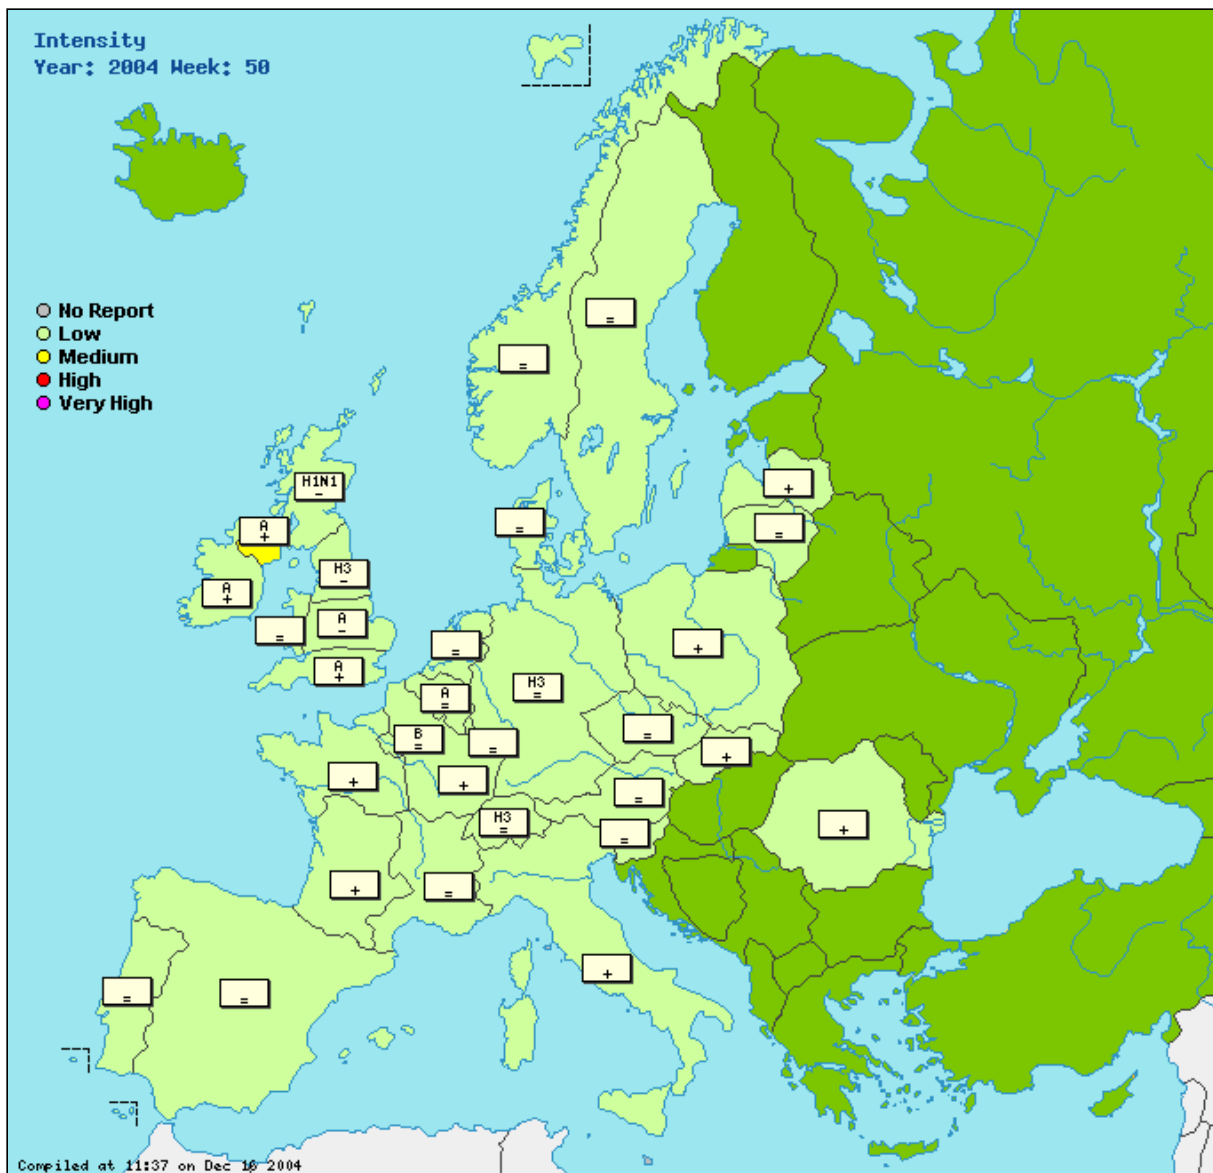 Intensity
Year: 2004 Week: 50
No Report
Low
Medium
High
Very High
=
=
H1N1
-
+
A
+
=
=
H3
-
A
+
A
-
=
=
+
A
+
H3
=
A
=
=
B
=
=
+
+
+
=
H3
=
+
=
+
=
+
=
=
Compiled at 11:37 on Dec 16 2004